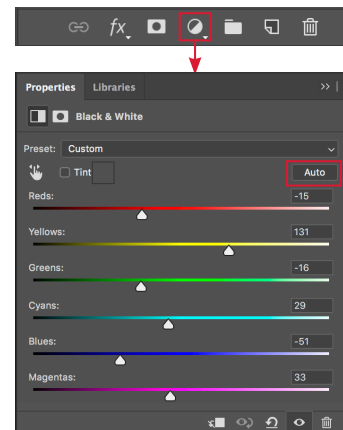 fx
Properties Libraries >>
Black & White
Preset: Custom
Tint Auto
Reds: -15
Yellows: 131
Greens: -16
Cyans: 29
Blues: -51
Magentas: 33